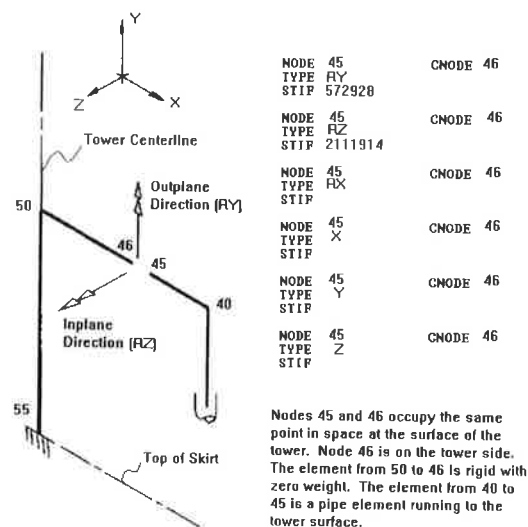 Y
Z
X
Tower Centerline
50
Outplane
Direction (RY)
46
45
40
Inplane
Direction (RZ)
55
Top of Skirt
NODE 45 CNODE 46
TYPE RY
STIF 572928
NODE 45 CNODE 46
TYPE RZ
STIF 2111914
NODE 45 CNODE 46
TYPE RX
STIF
NODE 45 CNODE 46
TYPE X
STIF
NODE 45 CNODE 46
TYPE Y
STIF
NODE 45 CNODE 46
TYPE Z
STIF
Nodes 45 and 46 occupy the same
point in space at the surface of the
tower. Node 46 is on the tower side.
The element from 50 to 46 is rigid with
zero weight. The element from 40 to
45 is a pipe element running to the
tower surface.